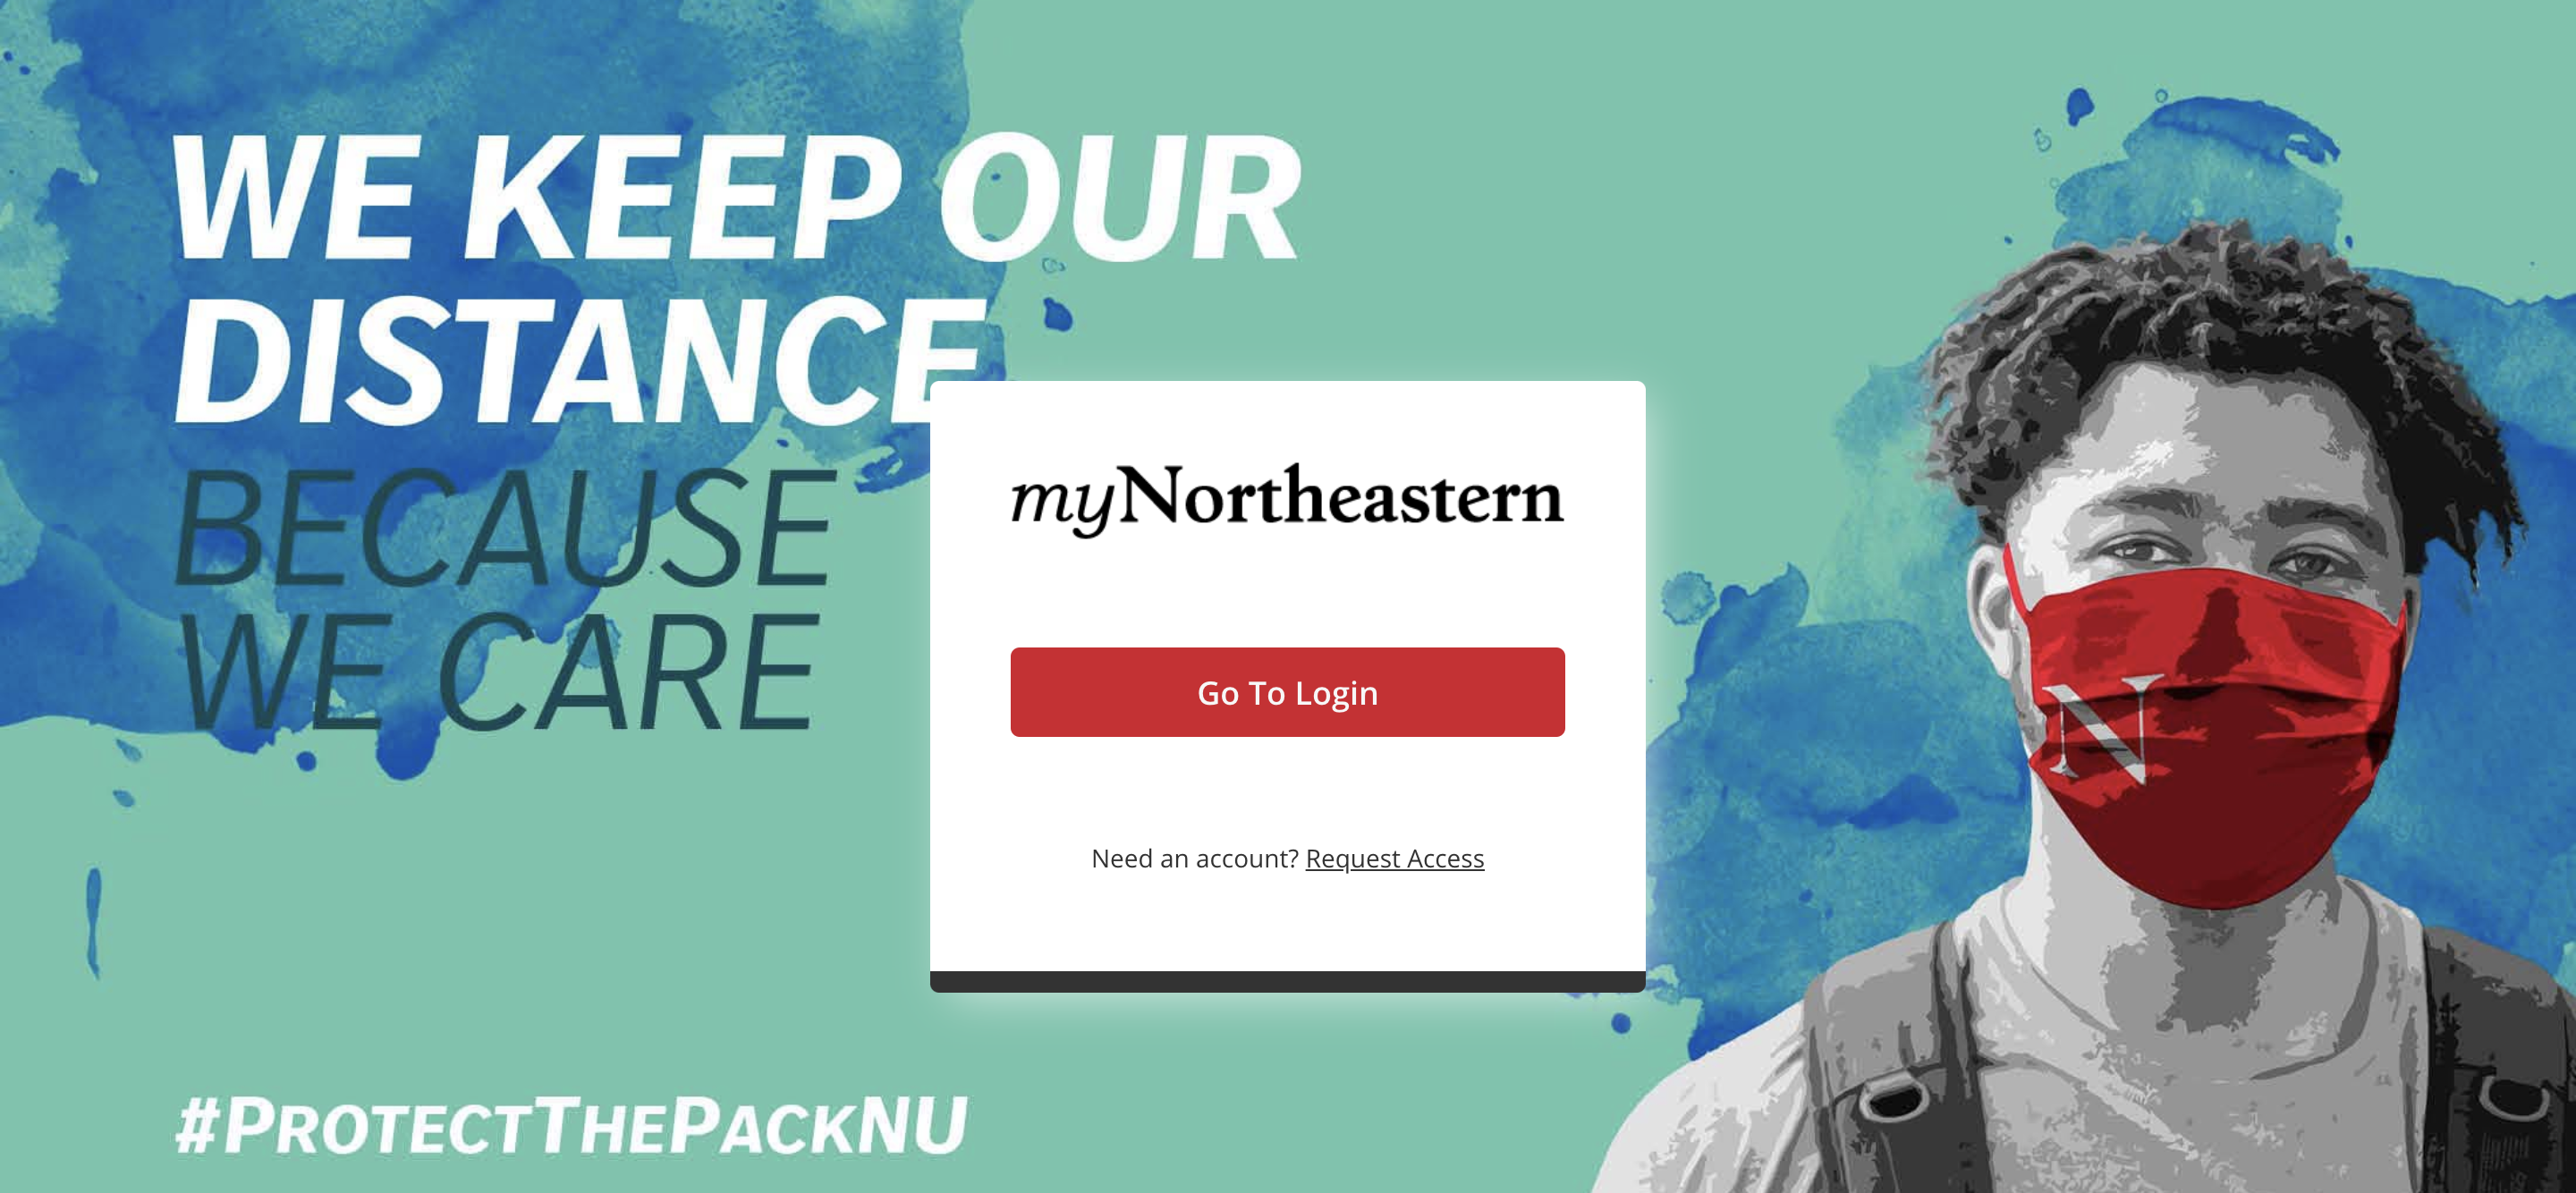 WE KEEP OUR
DISTANCE
BECAUSE
WE CARE
myNortheastern
Go To Login
Need an account? Request Access
N
#PROTECTTHEPACKNU